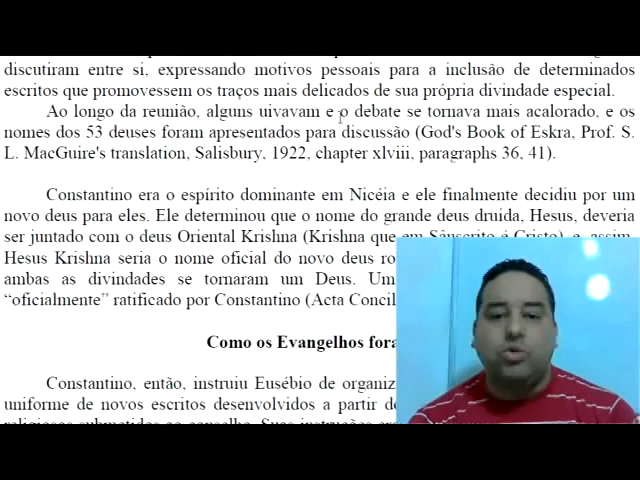 discutiram entre si, expressando motivos pessoais para a inclusão de determinados
escritos que promovessem os traços mais delicados de sua própria divindade especial.
Ao longo da reunião, alguns uivavam e o debate se tornava mais acalorado, e os
nomes dos 53 deuses foram apresentados para discussão (God's Book of Eskra, Prof. S.
L. MacGuire's translation, Salisbury, 1922, chapter xlviii, paragraphs 36, 41).
Constantino era o espírito dominante em Nicéia e ele finalmente decidiu por um
novo deus para eles. Ele determinou que o nome do grande deus druida, Hesus, deveria
ser juntado com o deus Oriental Krishna (Krishna que em Sânscrito é Cristo) e, assim,
Hesus Krishna seria o nome oficial do novo deus
ambas as divindades se tornaram um Deus. Um
“oficialmente” ratificado por Constantino (Acta
Como os Evangelhos
Constantino, então, instruiu Eusébio de
uniforme de novos escritos desenvolvidos a partir